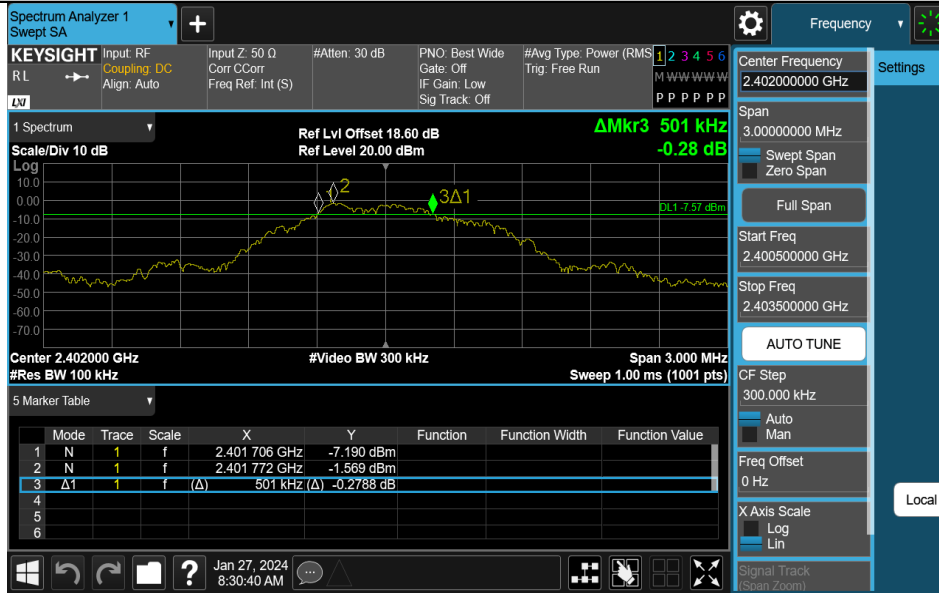 Spectrum Analyzer 1
Swept SA
+
Frequency
KEYSIGHT
RL
LXI
Input: RF
Coupling: DC
Align: Auto
Input Z: 50 Ω
Corr CCorr
Freq Ref: Int (S)
#Atten: 30 dB
PNO: Best Wide
Gate: Off
IF Gain: Low
Sig Track: Off
#Avg Type: Power (RMS
Trig: Free Run
1 2 3 4 5 6
M W W W W W
P P P P P P
1 Spectrum
Scale/Div 10 dB
Ref Lvl Offset 18.60 dB
Ref Level 20.00 dBm
ΔMkr3 501 kHz
-0.28 dB
Log
10.0
0.00
-10.0
-20.0
-30.0
-40.0
-50.0
-60.0
-70.0
1
2
3Δ1
DL1 -7.57 dBm
Center 2.402000 GHz
#Res BW 100 kHz
#Video BW 300 kHz
Span 3.000 MHz
Sweep 1.00 ms (1001 pts)
5 Marker Table
Mode Trace Scale X Y Function Function Width Function Value
1 N 1 f 2.401 706 GHz -7.190 dBm
2 N 1 f 2.401 772 GHz -1.569 dBm
3 Δ1 1 f (Δ) 501 kHz (Δ) -0.2788 dB
4
5
6
?
Jan 27, 2024
8:30:40 AM
Center Frequency
2.402000000 GHz
Span
3.00000000 MHz
Swept Span
Zero Span
Full Span
Start Freq
2.400500000 GHz
Stop Freq
2.403500000 GHz
AUTO TUNE
CF Step
300.000 kHz
Auto
Man
Freq Offset
0 Hz
X Axis Scale
Log
Lin
Signal Track
(Span Zoom)
Settings
Local